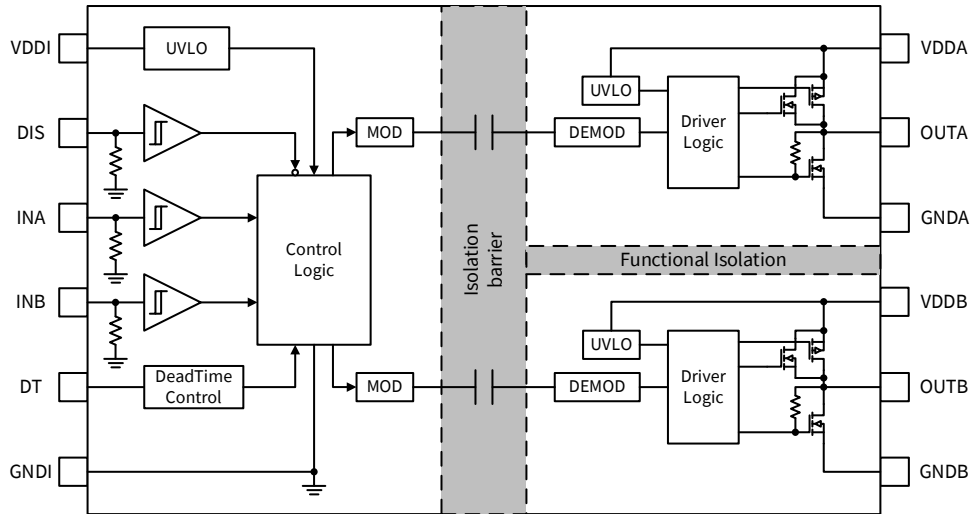 VDDI
UVLO
DIS
INA
INB
DT
DeadTime
Control
GNDI
Control
Logic
MOD
MOD
Isolation
barrier
Functional Isolation
UVLO
DEMOD
Driver
Logic
VDDA
OUTA
GNDA
UVLO
DEMOD
Driver
Logic
VDDB
OUTB
GNDB